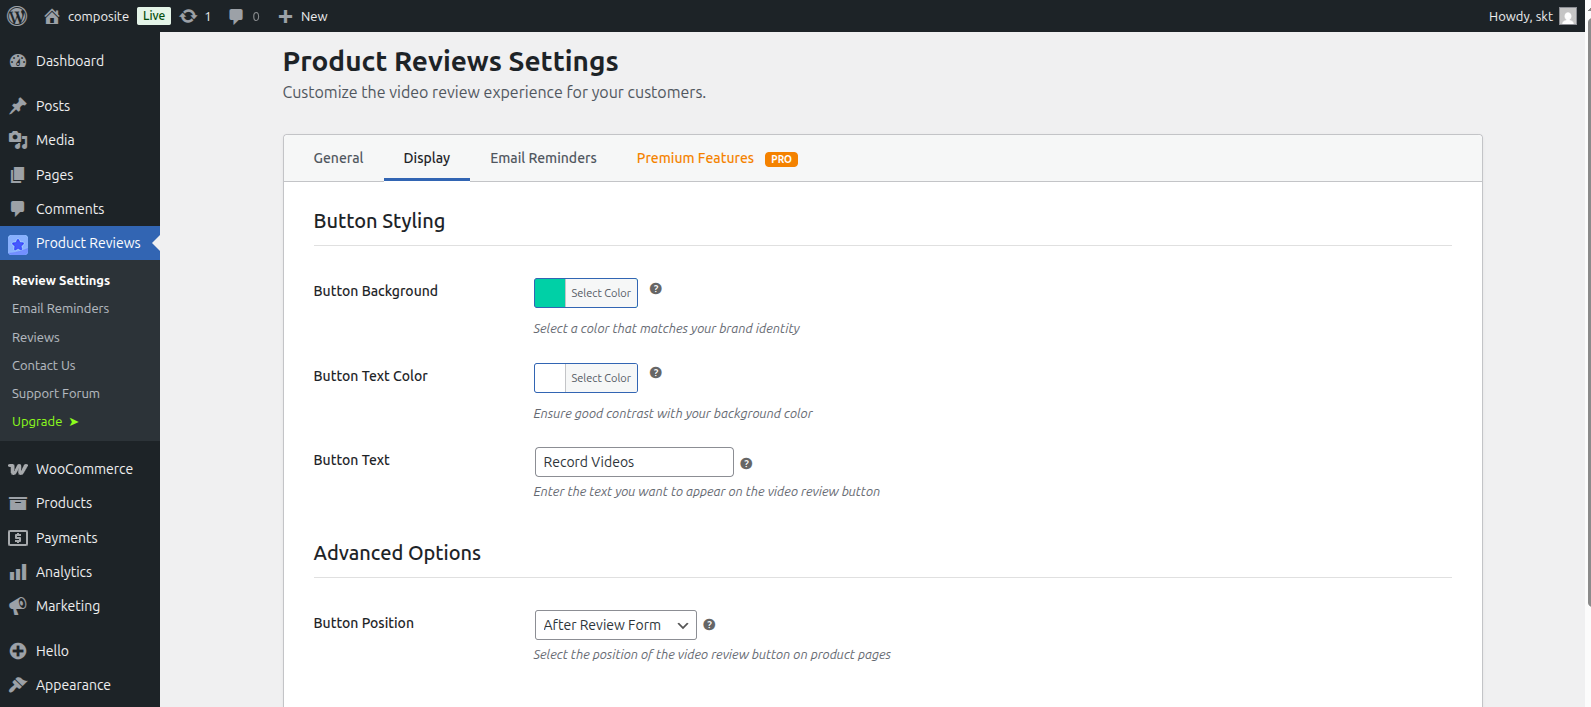 composite Live 1 0 New Howdy, skt
Dashboard
Posts
Media
Pages
Comments
Product Reviews
Review Settings
Email Reminders
Reviews
Contact Us
Support Forum
Upgrade ➤
WooCommerce
Products
Payments
Analytics
Marketing
Hello
Appearance
Product Reviews Settings
Customize the video review experience for your customers.
General Display Email Reminders Premium Features PRO
Button Styling
Button Background Select Color ?
Select a color that matches your brand identity
Button Text Color Select Color ?
Ensure good contrast with your background color
Button Text Record Videos ?
Enter the text you want to appear on the video review button
Advanced Options
Button Position After Review Form ?
Select the position of the video review button on product pages